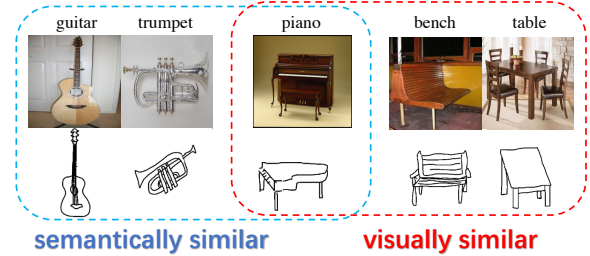 guitar
trumpet
piano
bench
table
semantically similar
visually similar